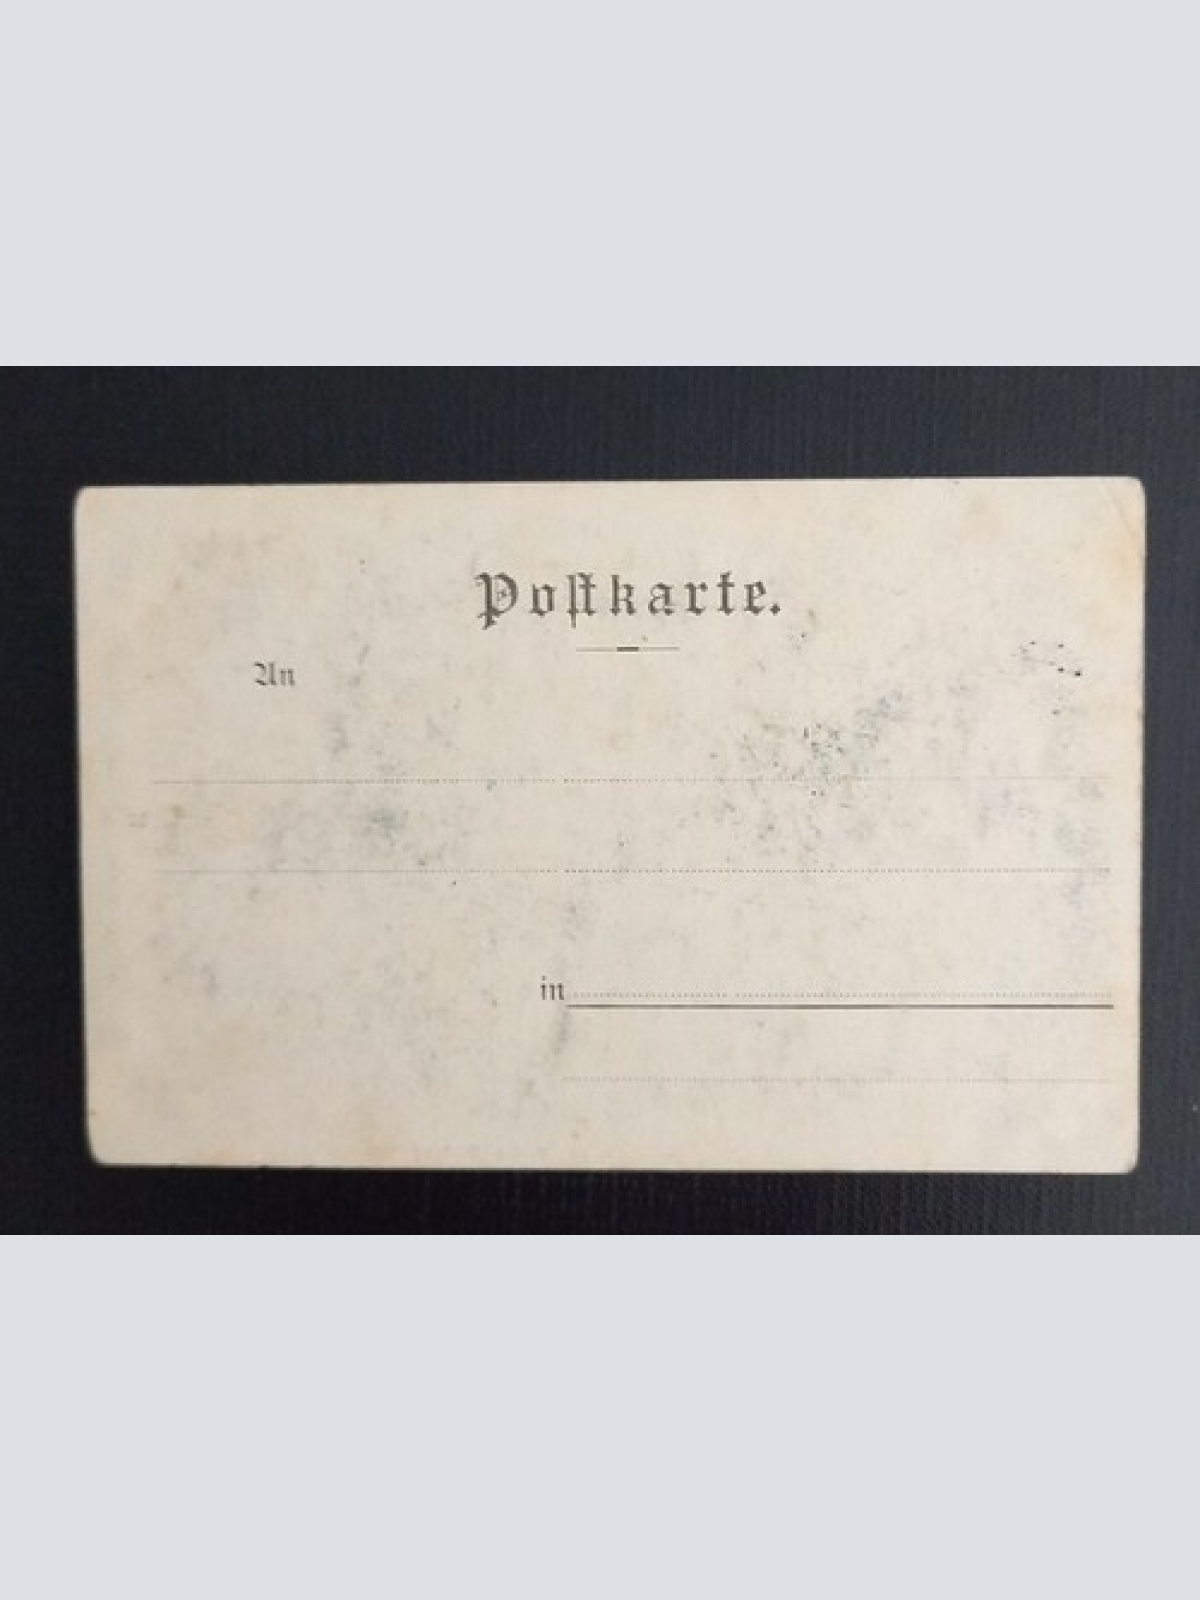 Postkarte.
An
in